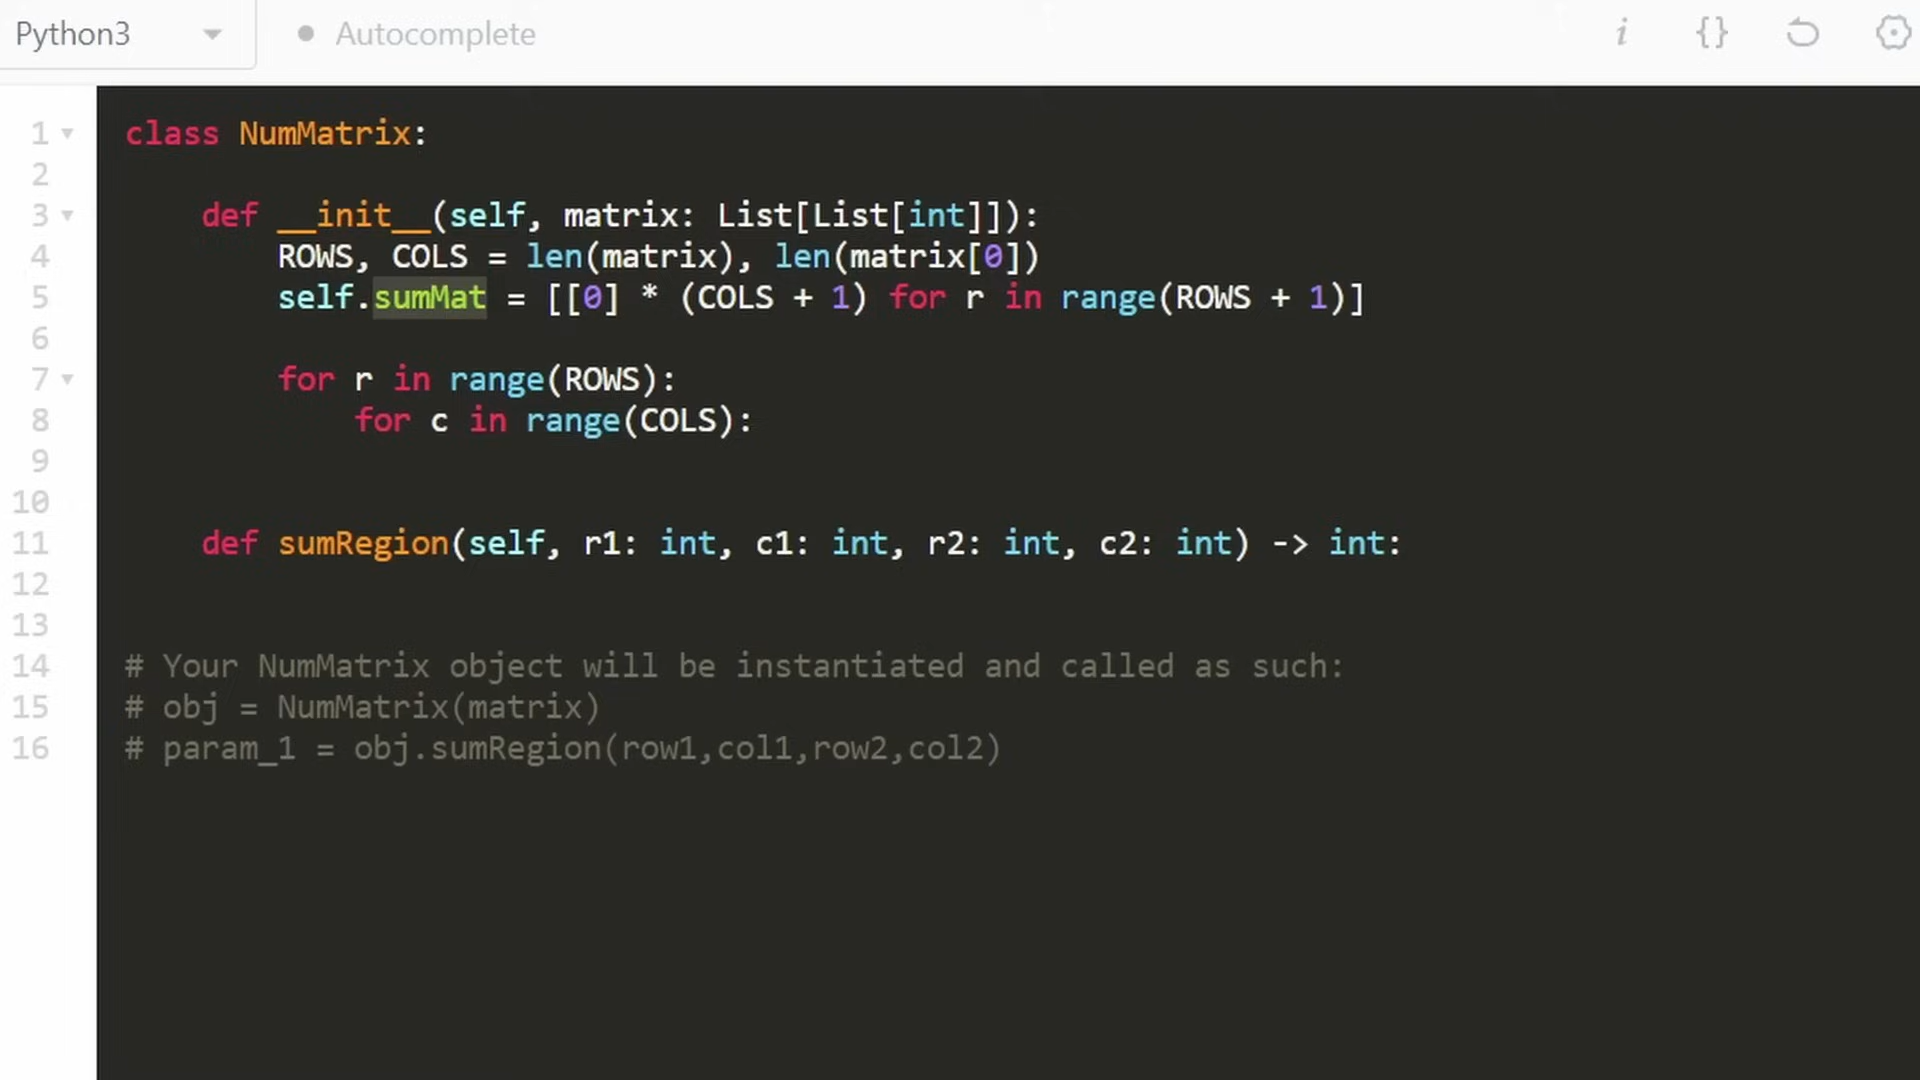 Python3 Autocomplete i {}
1 class NumMatrix:
2
3 def __init__(self, matrix: List[List[int]]):
4 ROWS, COLS = len(matrix), len(matrix[0])
5 self.sumMat = [[0] * (COLS + 1) for r in range(ROWS + 1)]
6
7 for r in range(ROWS):
8 for c in range(COLS):
9
10
11 def sumRegion(self, r1: int, c1: int, r2: int, c2: int) -> int:
12
13
14 # Your NumMatrix object will be instantiated and called as such:
15 # obj = NumMatrix(matrix)
16 # param_1 = obj.sumRegion(row1,col1,row2,col2)